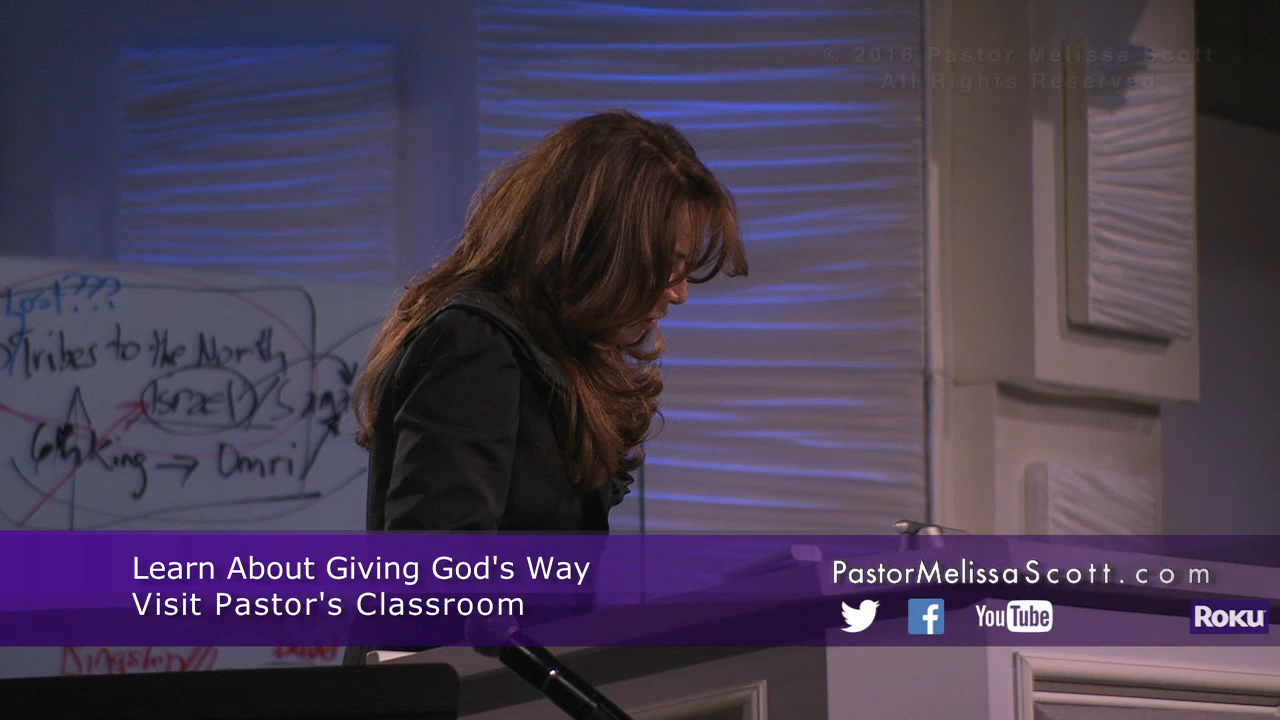 © 2016 Pastor Melissa Scott
All Rights Reserved
Lost???
Tribes to the North
Israel
6th King → Omri
Learn About Giving God's Way
Visit Pastor's Classroom
PastorMelissaScott.com
YouTube
ROKU
Kingship